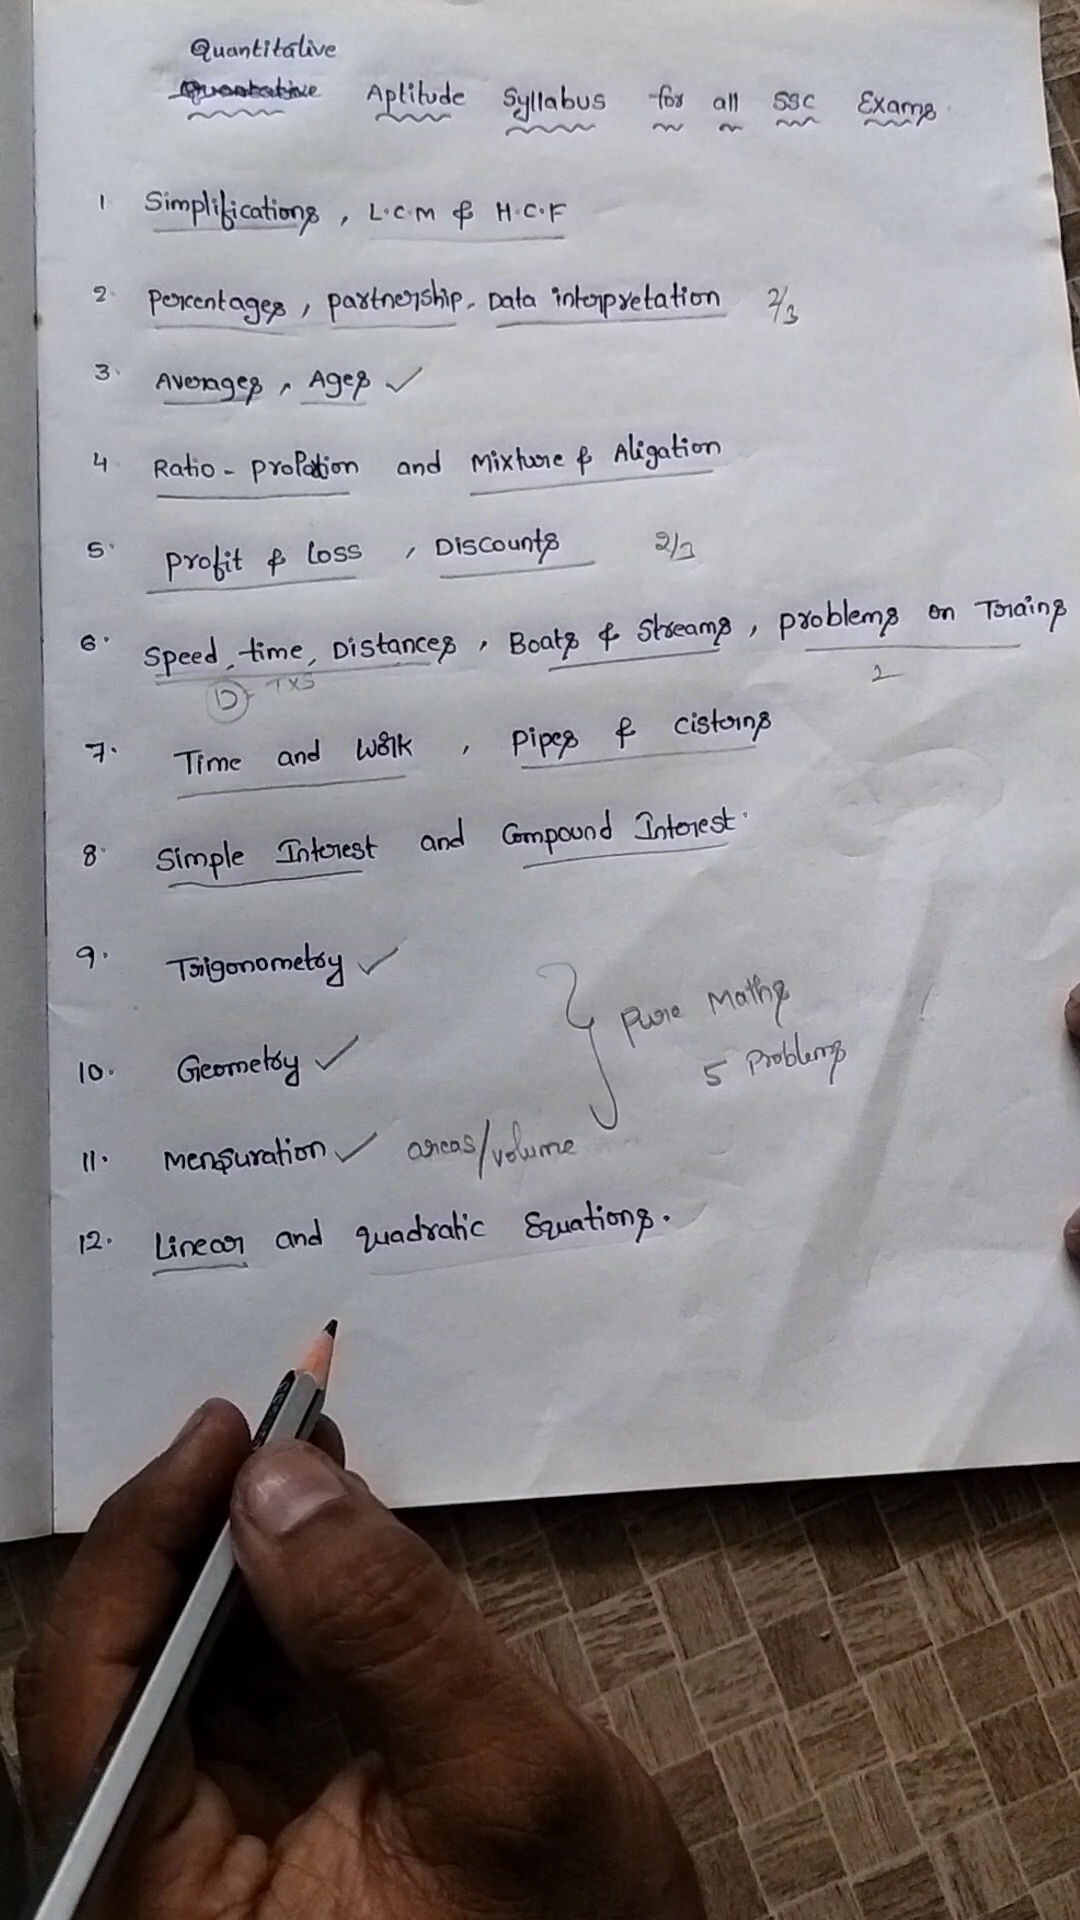 Quantitative
Quantative Aptitude Syllabus for all SSC Exams
1 Simplifications, L.C.M & H.C.F
2. Percentages, partnership, Data interpretation 2/3
3. Averages, Ages ✓
4 Ratio - Propotion and Mixture & Aligation
5. Profit & Loss, Discounts 2/3
6. Speed, time, Distances, Boats & Streams, problems on Trains
D = TXS 2
7. Time and Work, Pipes & Cisterns
8. Simple Interest and Compound Interest.
9. Trigonometry ✓
} Pure Maths
10. Geometry ✓ 5 Problems
11. Mensuration ✓ areas/volume
12. Linear and quadratic Equations.